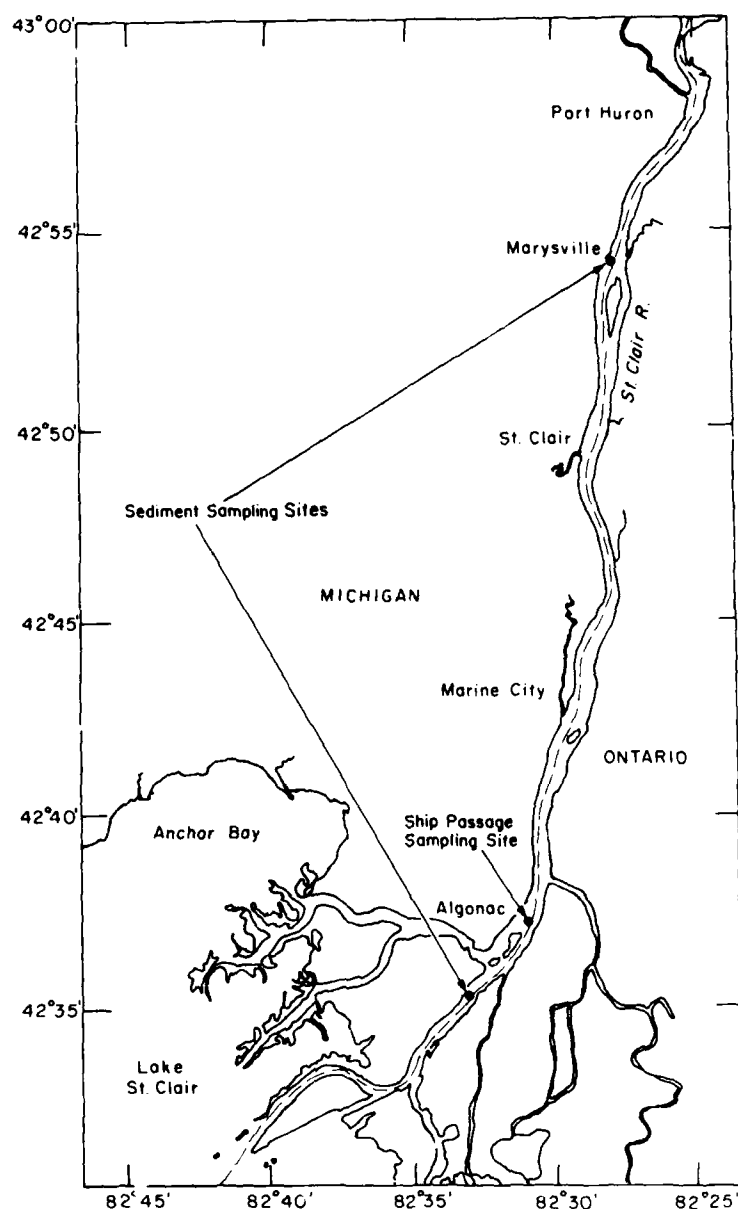 43° 00'
Port Huron
42° 55'
Marysville
St. Clair R.
42° 50'
St. Clair
Sediment Sampling Sites
MICHIGAN
42° 45'
Marine City
ONTARIO
42° 40'
Anchor Bay
Ship Passage
Sampling Site
Algonac
42° 35'
Lake
St. Clair
82° 45'
82° 40'
82° 35'
82° 30'
82° 25'